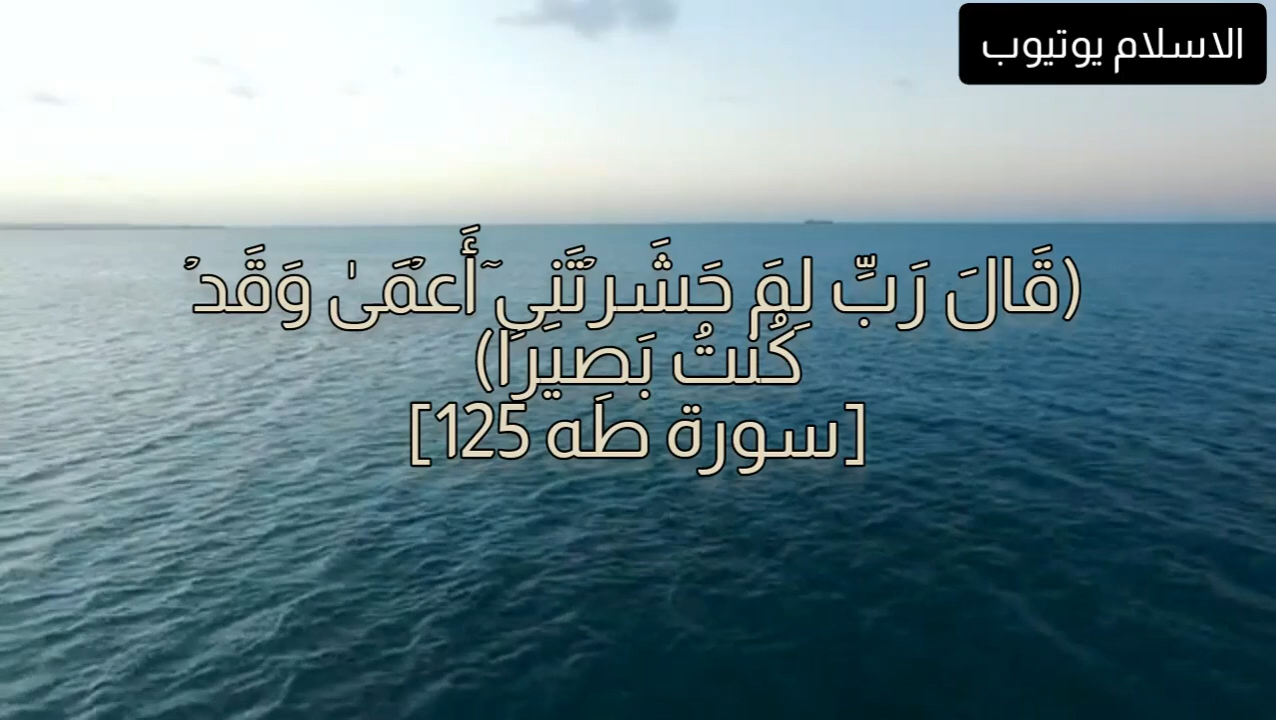 الاسلام يوتيوب
(قَالَ رَبِّ لِمَ حَشَرۡتَنِيٓ أَعۡمَىٰ وَقَدۡ
كُنتُ بَصِيرٗا)
[سورة طه 125]